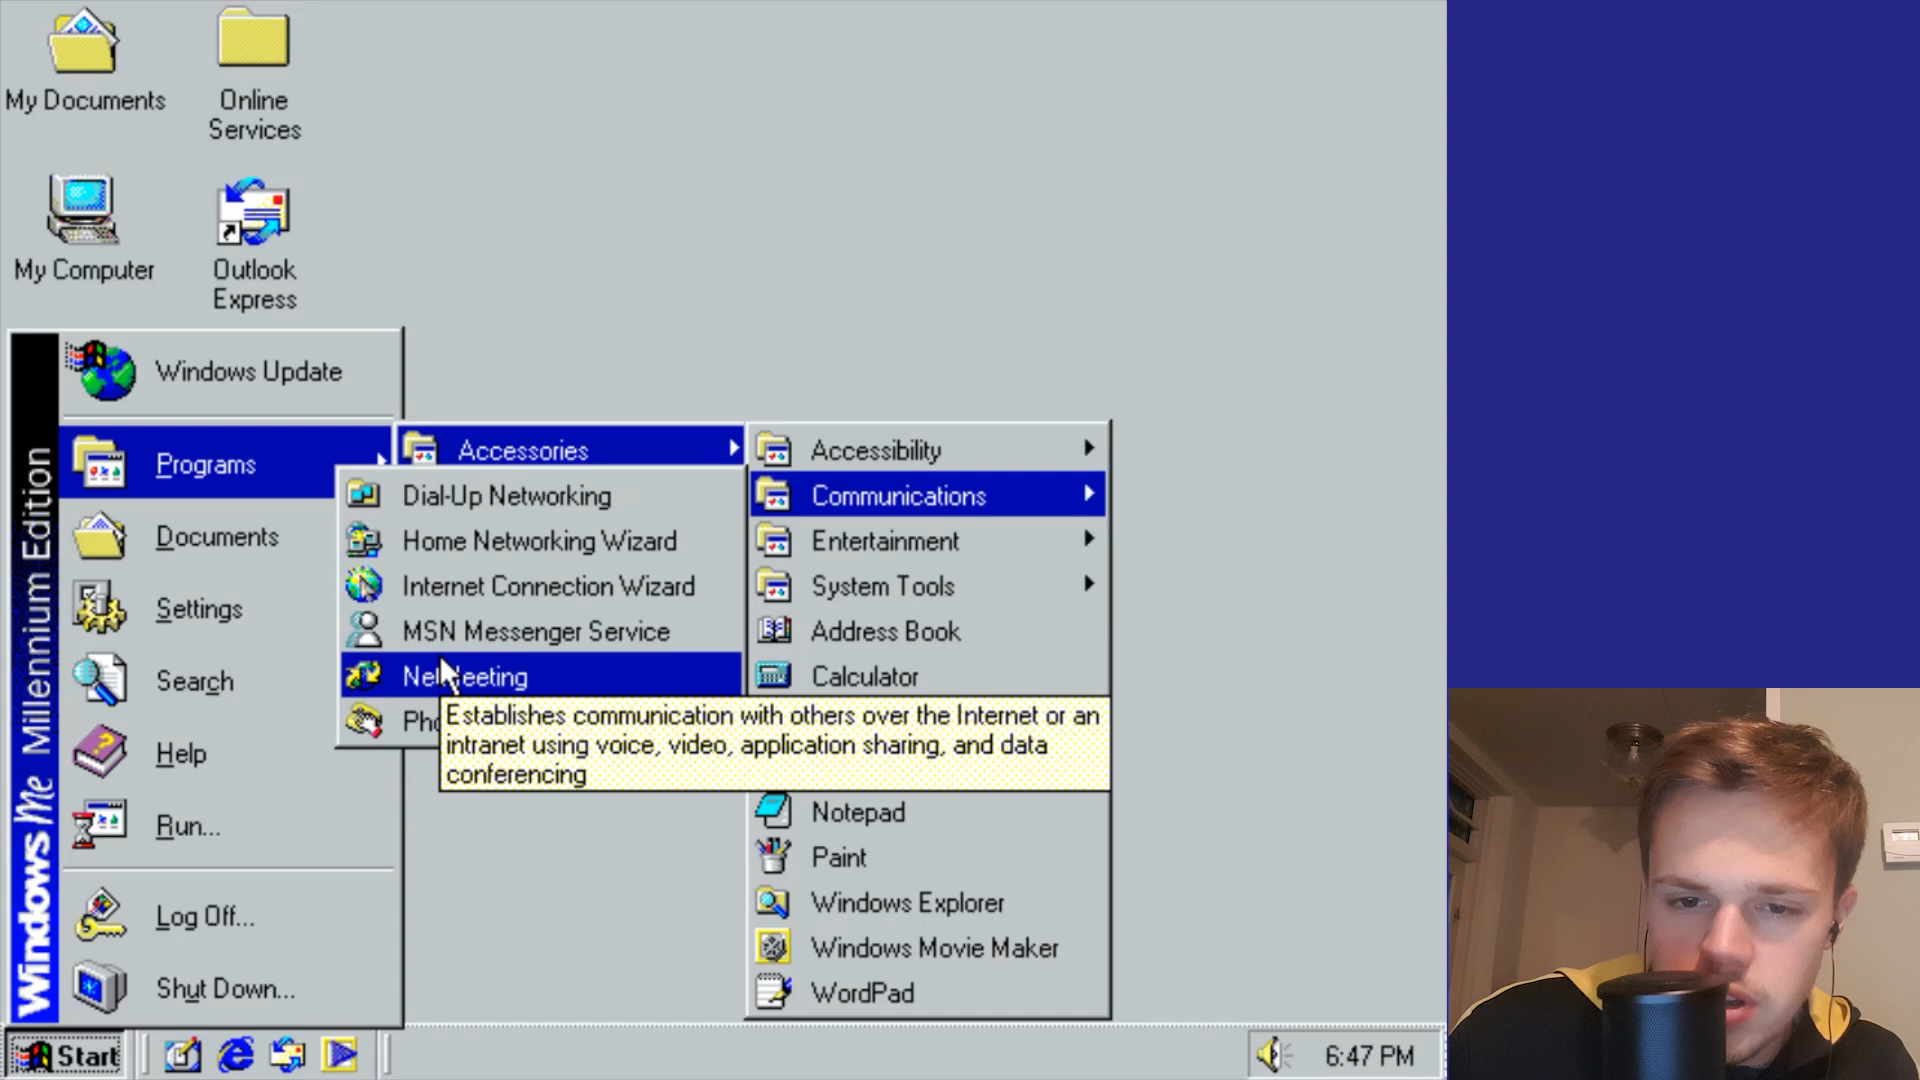 My Documents
Online
Services
My Computer
Outlook
Express
Windows Me Millennium Edition
Windows Update
Programs
Documents
Settings
Search
Help
Run...
Log Off...
Shut Down...
Accessories
Dial-Up Networking
Home Networking Wizard
Internet Connection Wizard
MSN Messenger Service
Pho
Accessibility
Communications
Entertainment
System Tools
Address Book
Calculator
Establishes communication with others over the Internet or an
intranet using voice, video, application sharing, and data
conferencing
Notepad
Paint
Windows Explorer
Windows Movie Maker
WordPad
Start
6:47 PM